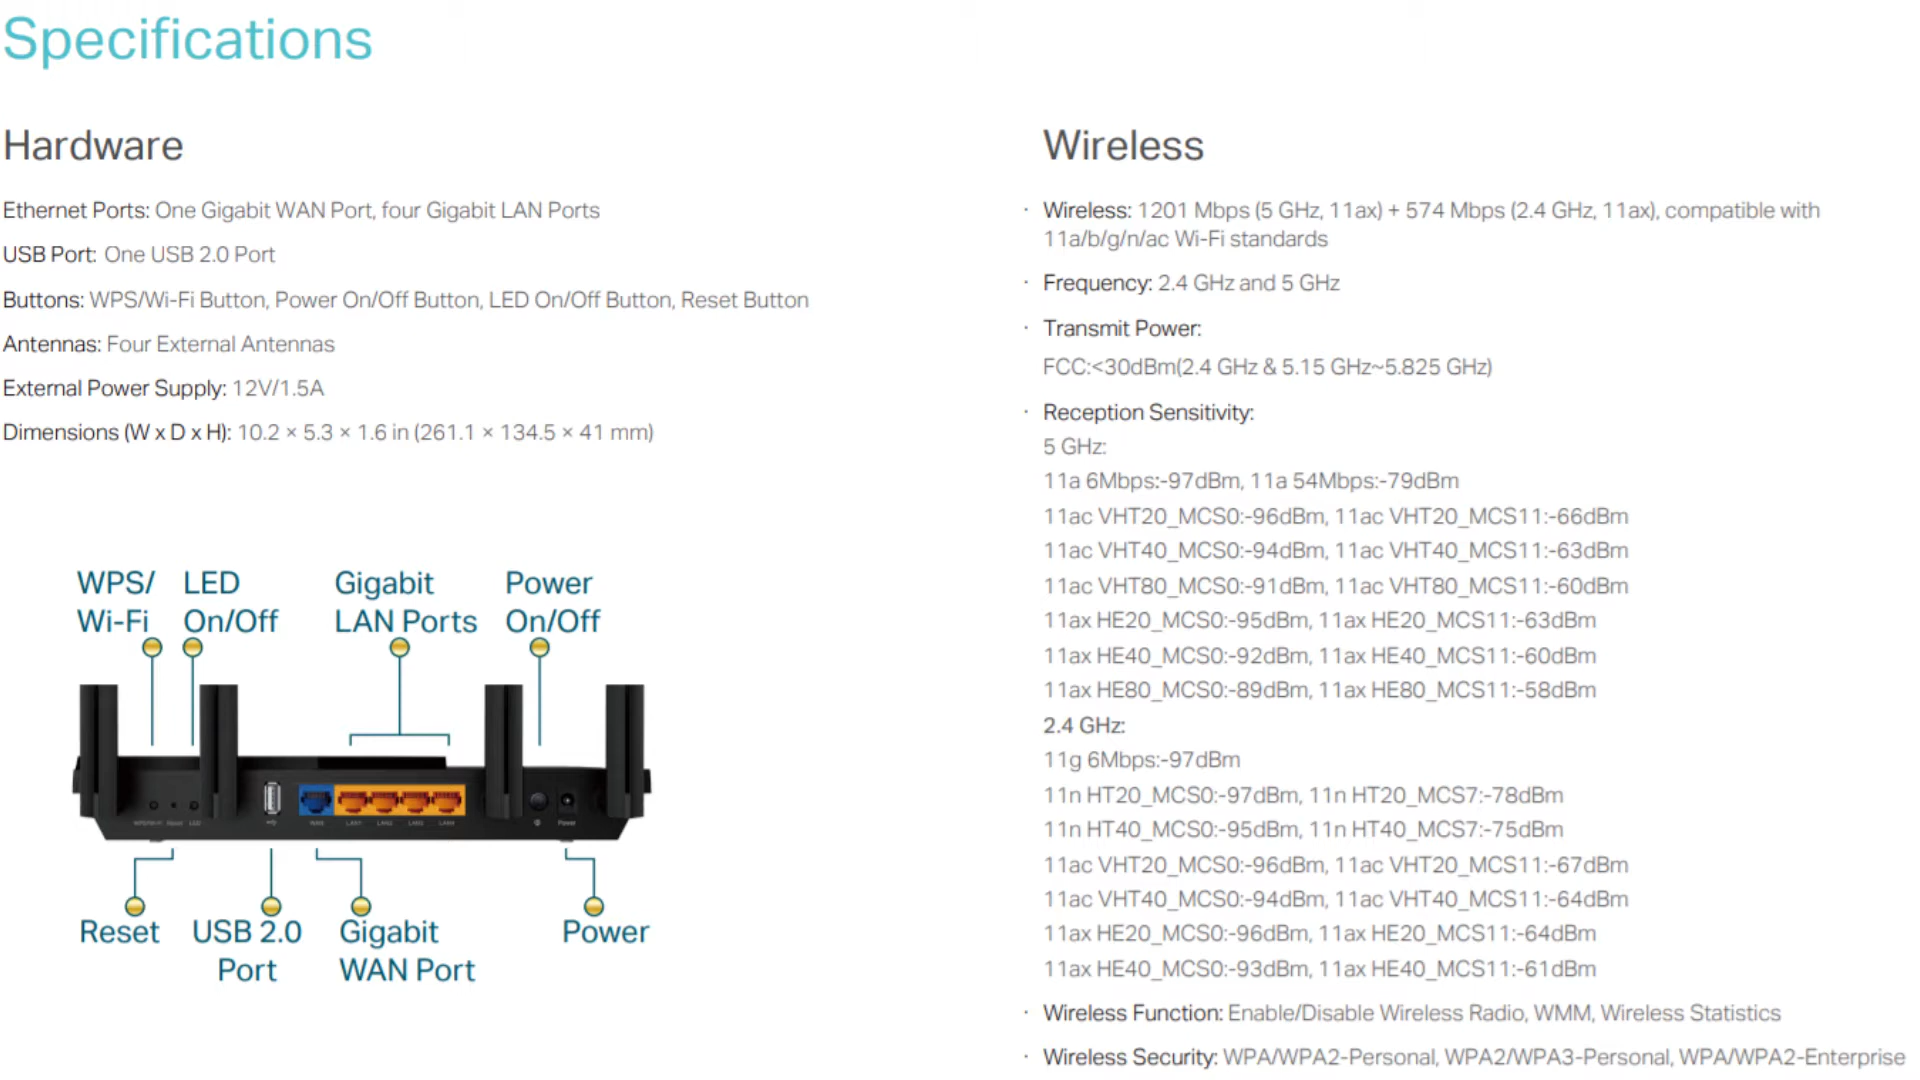 Specifications
Hardware
Ethernet Ports: One Gigabit WAN Port, four Gigabit LAN Ports
USB Port: One USB 2.0 Port
Buttons: WPS/Wi-Fi Button, Power On/Off Button, LED On/Off Button, Reset Button
Antennas: Four External Antennas
External Power Supply: 12V/1.5A
Dimensions (W x D x H): 10.2 × 5.3 × 1.6 in (261.1 × 134.5 × 41 mm)
WPS/
Wi-Fi
LED
On/Off
Gigabit
LAN Ports
Power
On/Off
WPS/Wi-Fi Reset LED
WAN LAN1 LAN2 LAN3 LAN4
Power
Reset
USB 2.0
Port
Gigabit
WAN Port
Power
Wireless
· Wireless: 1201 Mbps (5 GHz, 11ax) + 574 Mbps (2.4 GHz, 11ax), compatible with
11a/b/g/n/ac Wi-Fi standards
· Frequency: 2.4 GHz and 5 GHz
· Transmit Power:
FCC:<30dBm(2.4 GHz & 5.15 GHz~5.825 GHz)
· Reception Sensitivity:
5 GHz:
11a 6Mbps:-97dBm, 11a 54Mbps:-79dBm
11ac VHT20_MCS0:-96dBm, 11ac VHT20_MCS11:-66dBm
11ac VHT40_MCS0:-94dBm, 11ac VHT40_MCS11:-63dBm
11ac VHT80_MCS0:-91dBm, 11ac VHT80_MCS11:-60dBm
11ax HE20_MCS0:-95dBm, 11ax HE20_MCS11:-63dBm
11ax HE40_MCS0:-92dBm, 11ax HE40_MCS11:-60dBm
11ax HE80_MCS0:-89dBm, 11ax HE80_MCS11:-58dBm
2.4 GHz:
11g 6Mbps:-97dBm
11n HT20_MCS0:-97dBm, 11n HT20_MCS7:-78dBm
11n HT40_MCS0:-95dBm, 11n HT40_MCS7:-75dBm
11ac VHT20_MCS0:-96dBm, 11ac VHT20_MCS11:-67dBm
11ac VHT40_MCS0:-94dBm, 11ac VHT40_MCS11:-64dBm
11ax HE20_MCS0:-96dBm, 11ax HE20_MCS11:-64dBm
11ax HE40_MCS0:-93dBm, 11ax HE40_MCS11:-61dBm
· Wireless Function: Enable/Disable Wireless Radio, WMM, Wireless Statistics
· Wireless Security: WPA/WPA2-Personal, WPA2/WPA3-Personal, WPA/WPA2-Enterprise